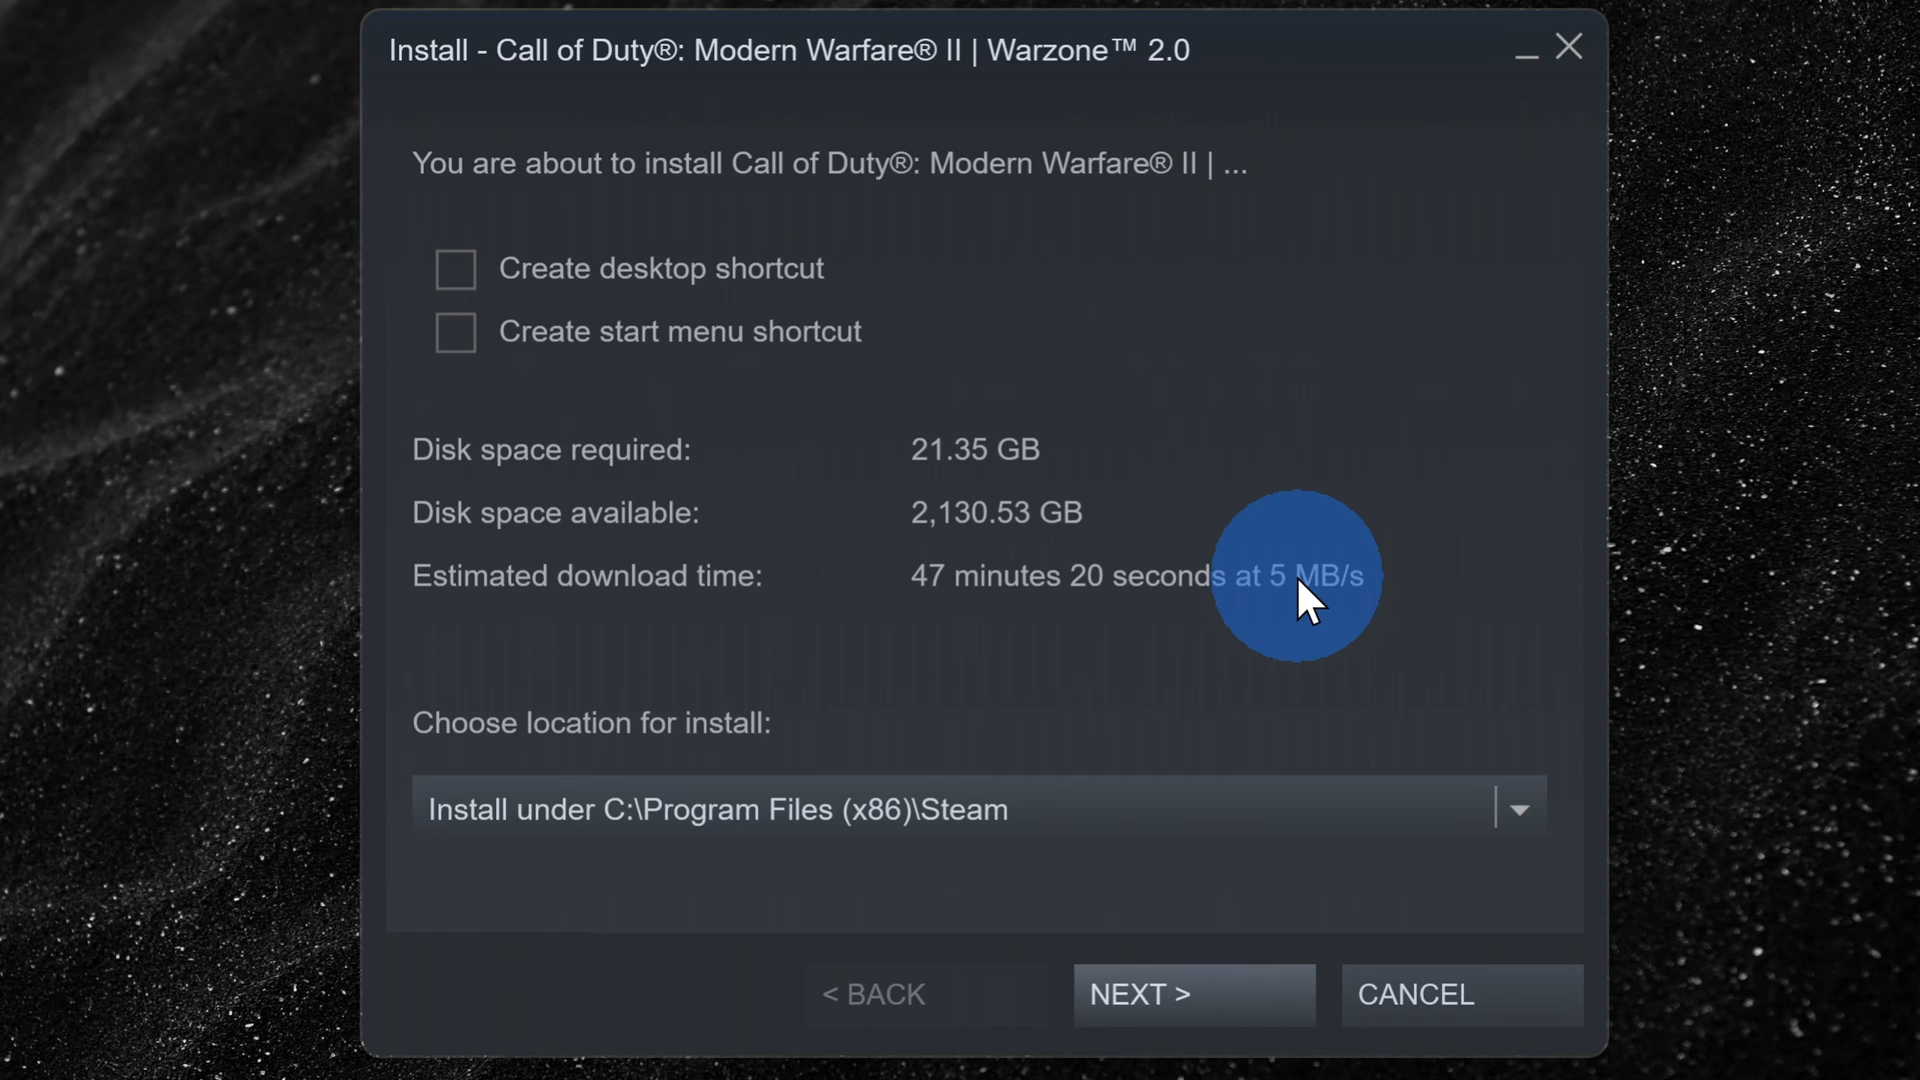 Install - Call of Duty®: Modern Warfare® II | Warzone™ 2.0
You are about to install Call of Duty®: Modern Warfare® II | ...
Create desktop shortcut
Create start menu shortcut
Disk space required: 21.35 GB
Disk space available: 2,130.53 GB
Estimated download time: 47 minutes 20 seconds at 5 MB/s
Choose location for install:
Install under C:\Program Files (x86)\Steam
< BACK NEXT > CANCEL